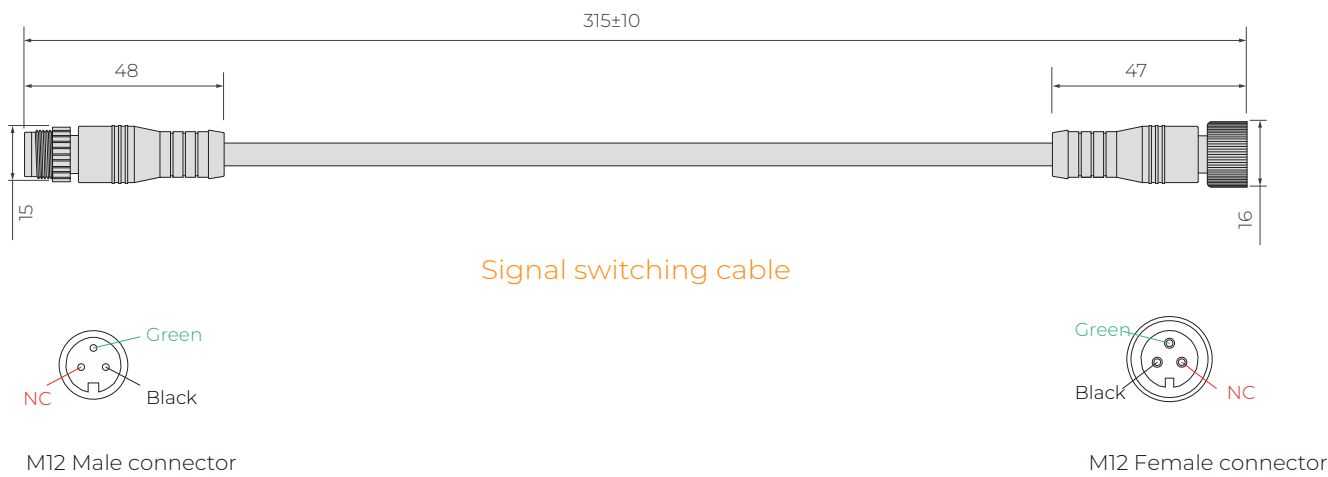 315±10
48
47
15
16
Signal switching cable
Green
NC
Black
Green
Black
NC
M12 Male connector
M12 Female connector